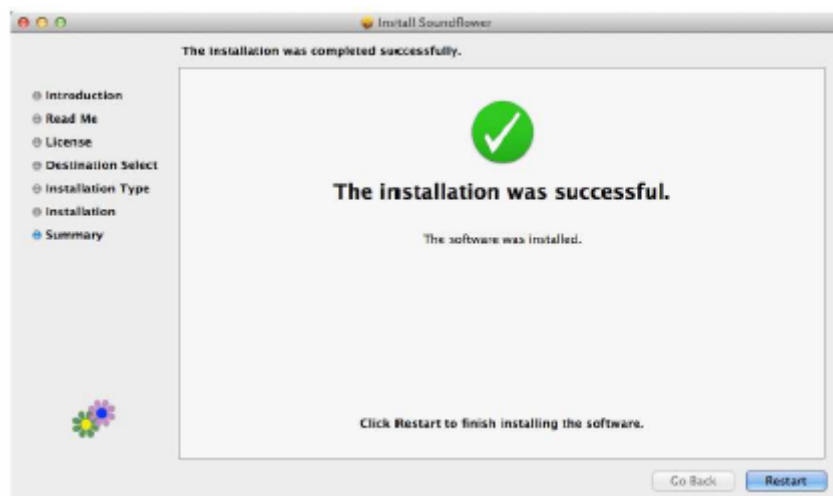 Install Soundflower
The installation was completed successfully.
Introduction
Read Me
License
Destination Select
Installation Type
Installation
Summary
The installation was successful.
The software was installed.
Click Restart to finish installing the software.
Go Back
Restart